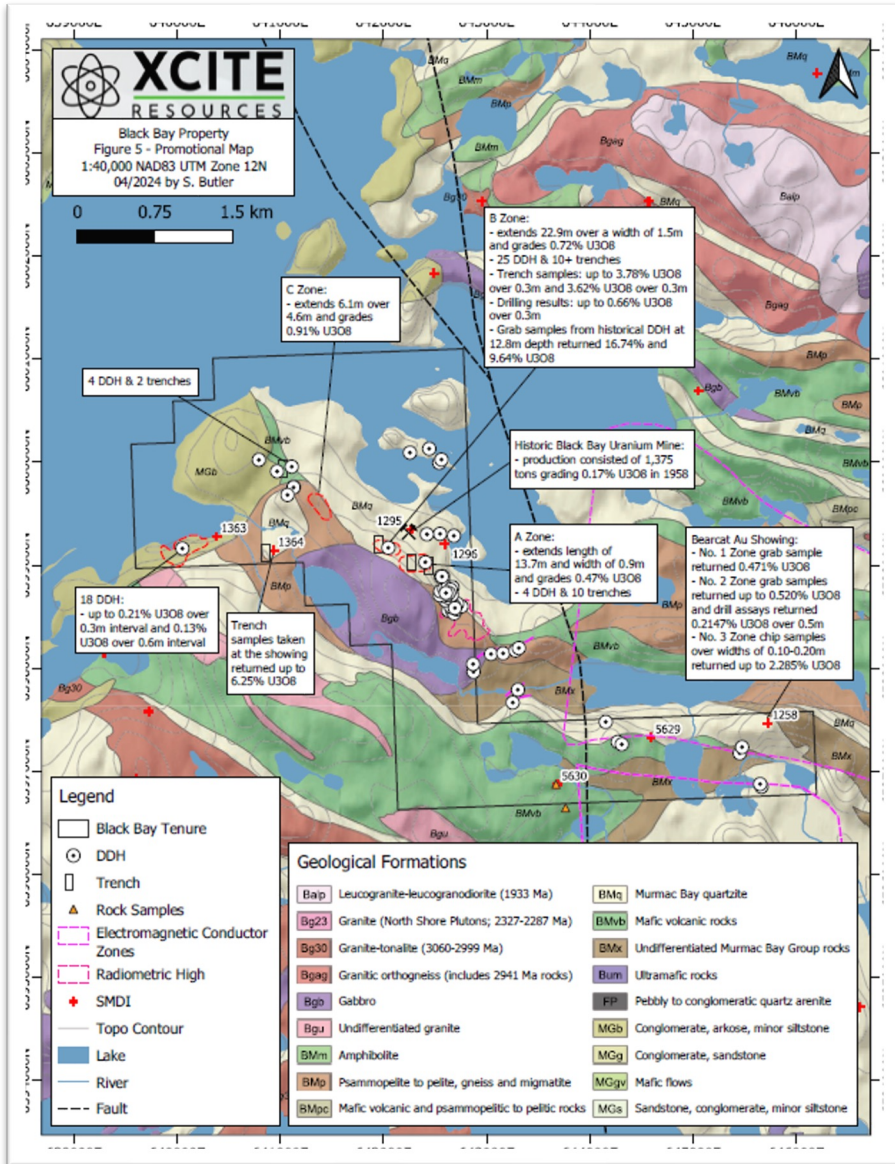 XCITE
RESOURCES
Black Bay Property
Figure 5 - Promotional Map
1:40,000 NAD83 UTM Zone 12N
04/2024 by S. Butler
0 0.75 1.5 km
BMq
BMm
BMp
BMm
Bgag
BMq
Balp
Bgag
BMp
Bgb
BMp
BMq
BMvb
BMvb
BMpc
B Zone:
- extends 22.9m over a width of 1.5m
and grades 0.72% U3O8
- 25 DDH & 10+ trenches
- Trench samples: up to 3.78% U3O8
over 0.3m and 3.62% U3O8 over 0.3m
- Drilling results: up to 0.66% U3O8
over 0.3m
- Grab samples from historical DDH at
12.8m depth returned 16.74% and
9.64% U3O8
C Zone:
- extends 6.1m over
4.6m and grades
0.91% U3O8
4 DDH & 2 trenches
Historic Black Bay Uranium Mine:
- production consisted of 1,375
tons grading 0.17% U3O8 in 1958
MGb
BMvb
BMq
BMq
1363
1364
1295
1296
BMp
Bgb
A Zone:
- extends length of
13.7m and width of 0.9m
and grades 0.47% U3O8
- 4 DDH & 10 trenches
Bearcat Au Showing:
- No. 1 Zone grab sample
returned 0.471% U3O8
- No. 2 Zone grab samples
returned up to 0.520% U3O8
and drill assays returned
0.2147% U3O8 over 0.5m
- No. 3 Zone chip samples
over widths of 0.10-0.20m
returned up to 2.285% U3O8
18 DDH:
- up to 0.21% U3O8 over
0.3m interval and 0.13%
U3O8 over 0.6m interval
Trench
samples taken
at the showing
returned up to
6.25% U3O8
BMp
BMvb
Bg30
BMx
1258
BMq
5629
BMx
5630
BMx
BMvb
Bgu
Legend
Black Bay Tenure
DDH
Trench
Rock Samples
Electromagnetic Conductor
Zones
Radiometric High
SMDI
Topo Contour
Lake
River
Fault
Geological Formations
Balp Leucogranite-leucogranodiorite (1933 Ma)
Bg23 Granite (North Shore Plutons; 2327-2287 Ma)
Bg30 Granite-tonalite (3060-2999 Ma)
Bgag Granitic orthogneiss (includes 2941 Ma rocks)
Bgb Gabbro
Bgu Undifferentiated granite
BMm Amphibolite
BMp Psammopelite to pelite, gneiss and migmatite
BMpc Mafic volcanic and psammopelitic to pelitic rocks
BMq Murmac Bay quartzite
BMvb Mafic volcanic rocks
BMx Undifferentiated Murmac Bay Group rocks
Bum Ultramafic rocks
FP Pebbly to conglomeratic quartz arenite
MGb Conglomerate, arkose, minor siltstone
MGg Conglomerate, sandstone
MGgv Mafic flows
MGs Sandstone, conglomerate, minor siltstone